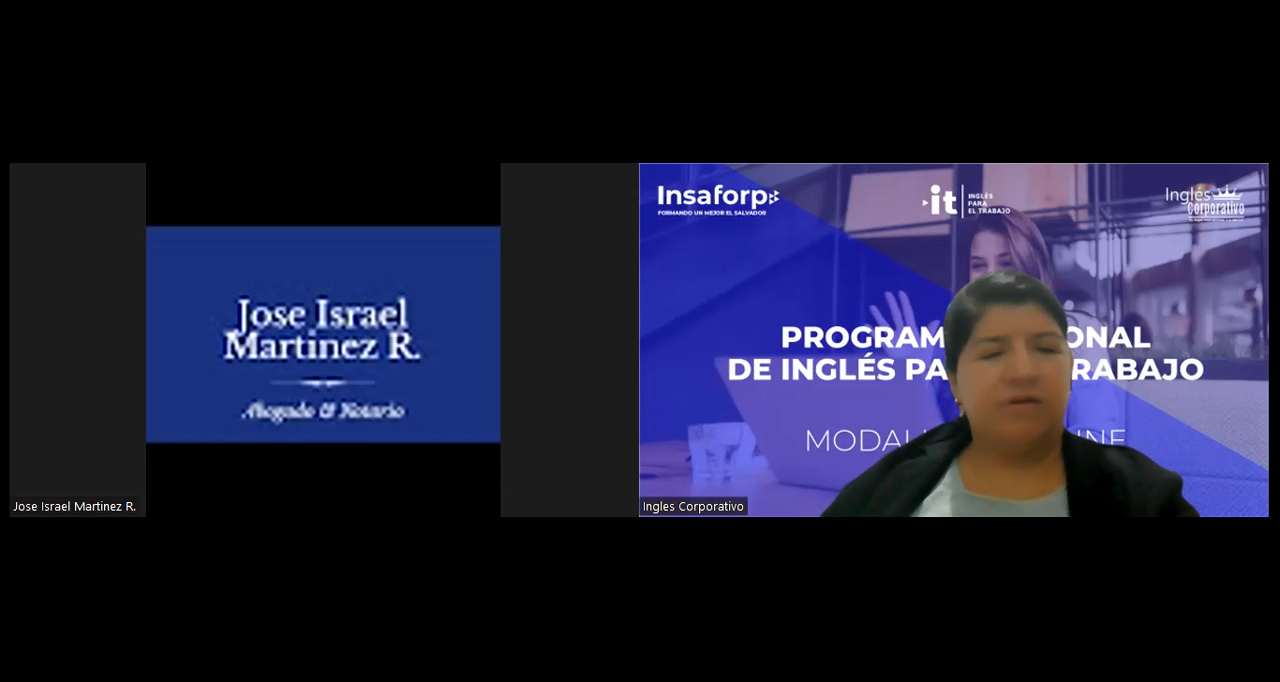 Jose Israel
Martinez R.
Abogado & Notario
Jose Israel Martinez R.
Insaforp
FORMANDO UN MEJOR EL SALVADOR
it
INGLÉS
PARA
EL TRABAJO
Inglés
Corporativo
PROGRAM ONAL
DE INGLÉS PA RABAJO
MODALI INE
Ingles Corporativo